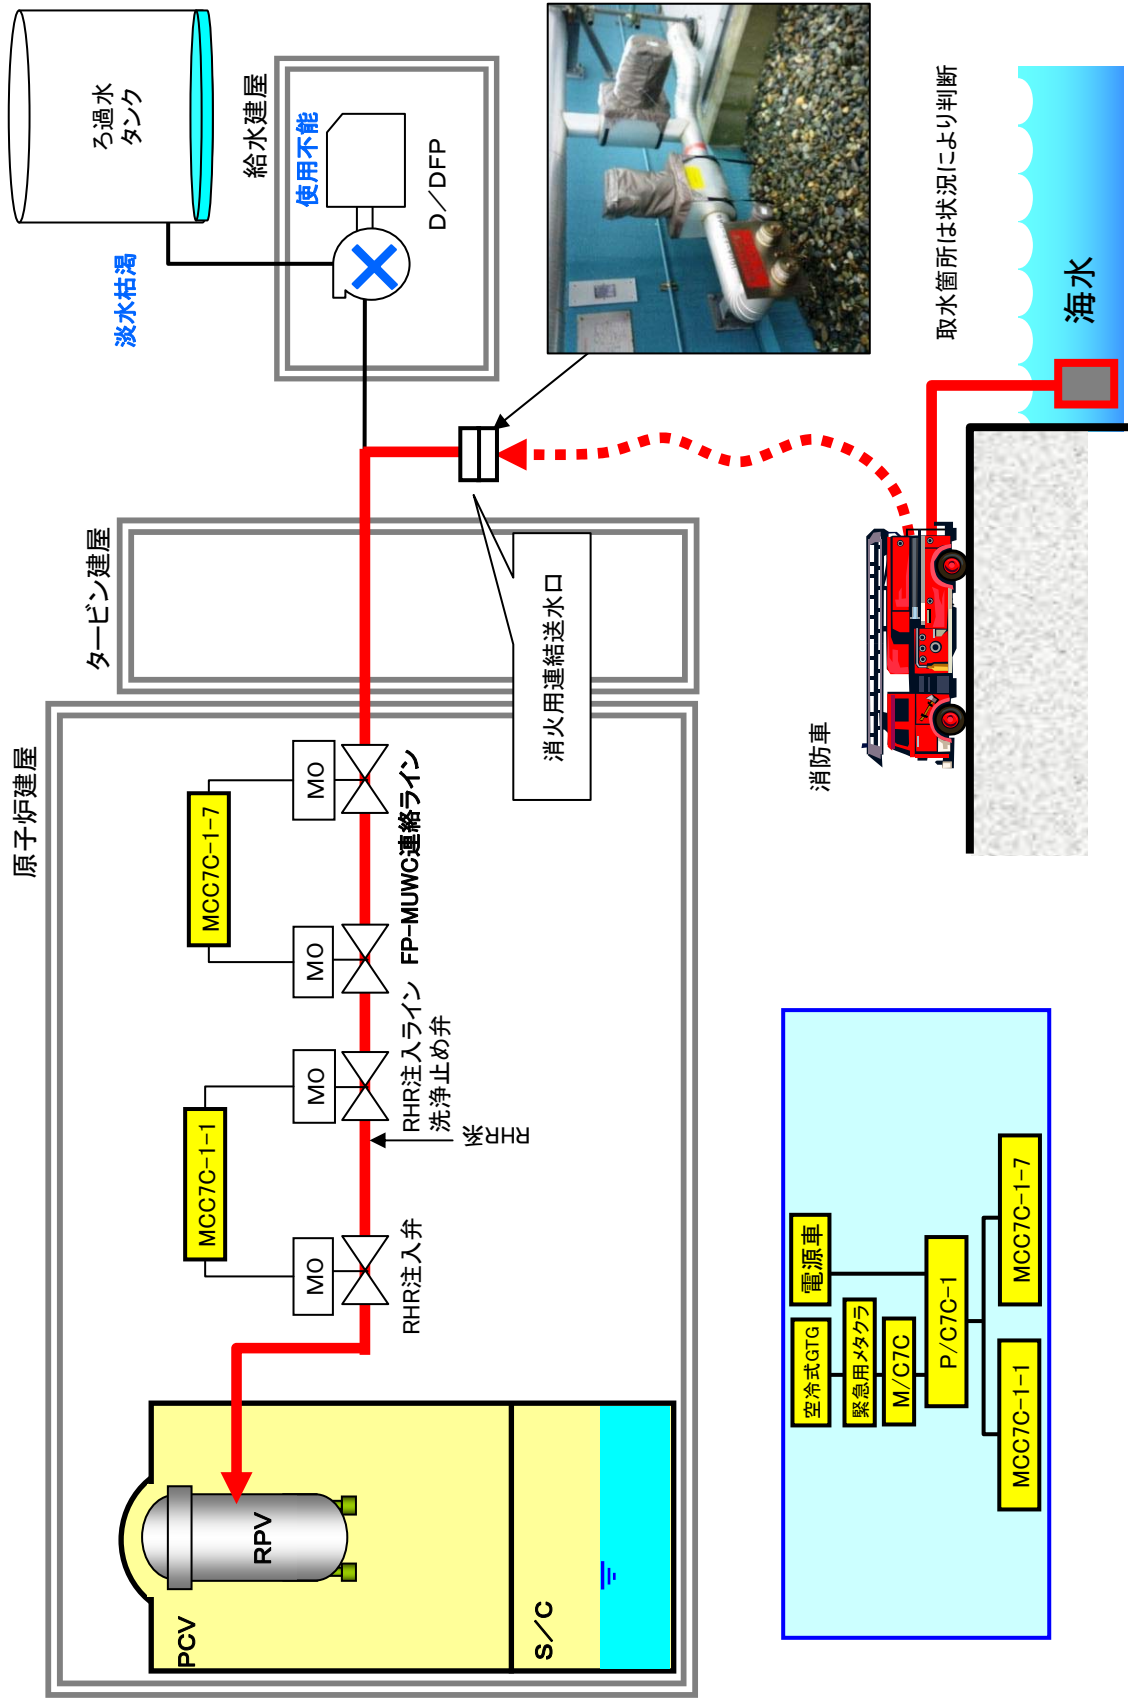 原子炉建屋
タービン建屋
給水建屋
ろ過水
タンク
淡水枯渇
使用不能
D/DFP
MCC7C-1-1
MCC7C-1-7
MO
MO
MO
MO
RHR注入弁
RHR注入ライン
洗浄止め弁
FP-MUWC連絡ライン
RHR系
消火用連結送水口
PCV
RPV
S/C
消防車
取水箇所は状況により判断
海水
空冷式GTG
電源車
緊急用メタクラ
M/C7C
P/C7C-1
MCC7C-1-1
MCC7C-1-7